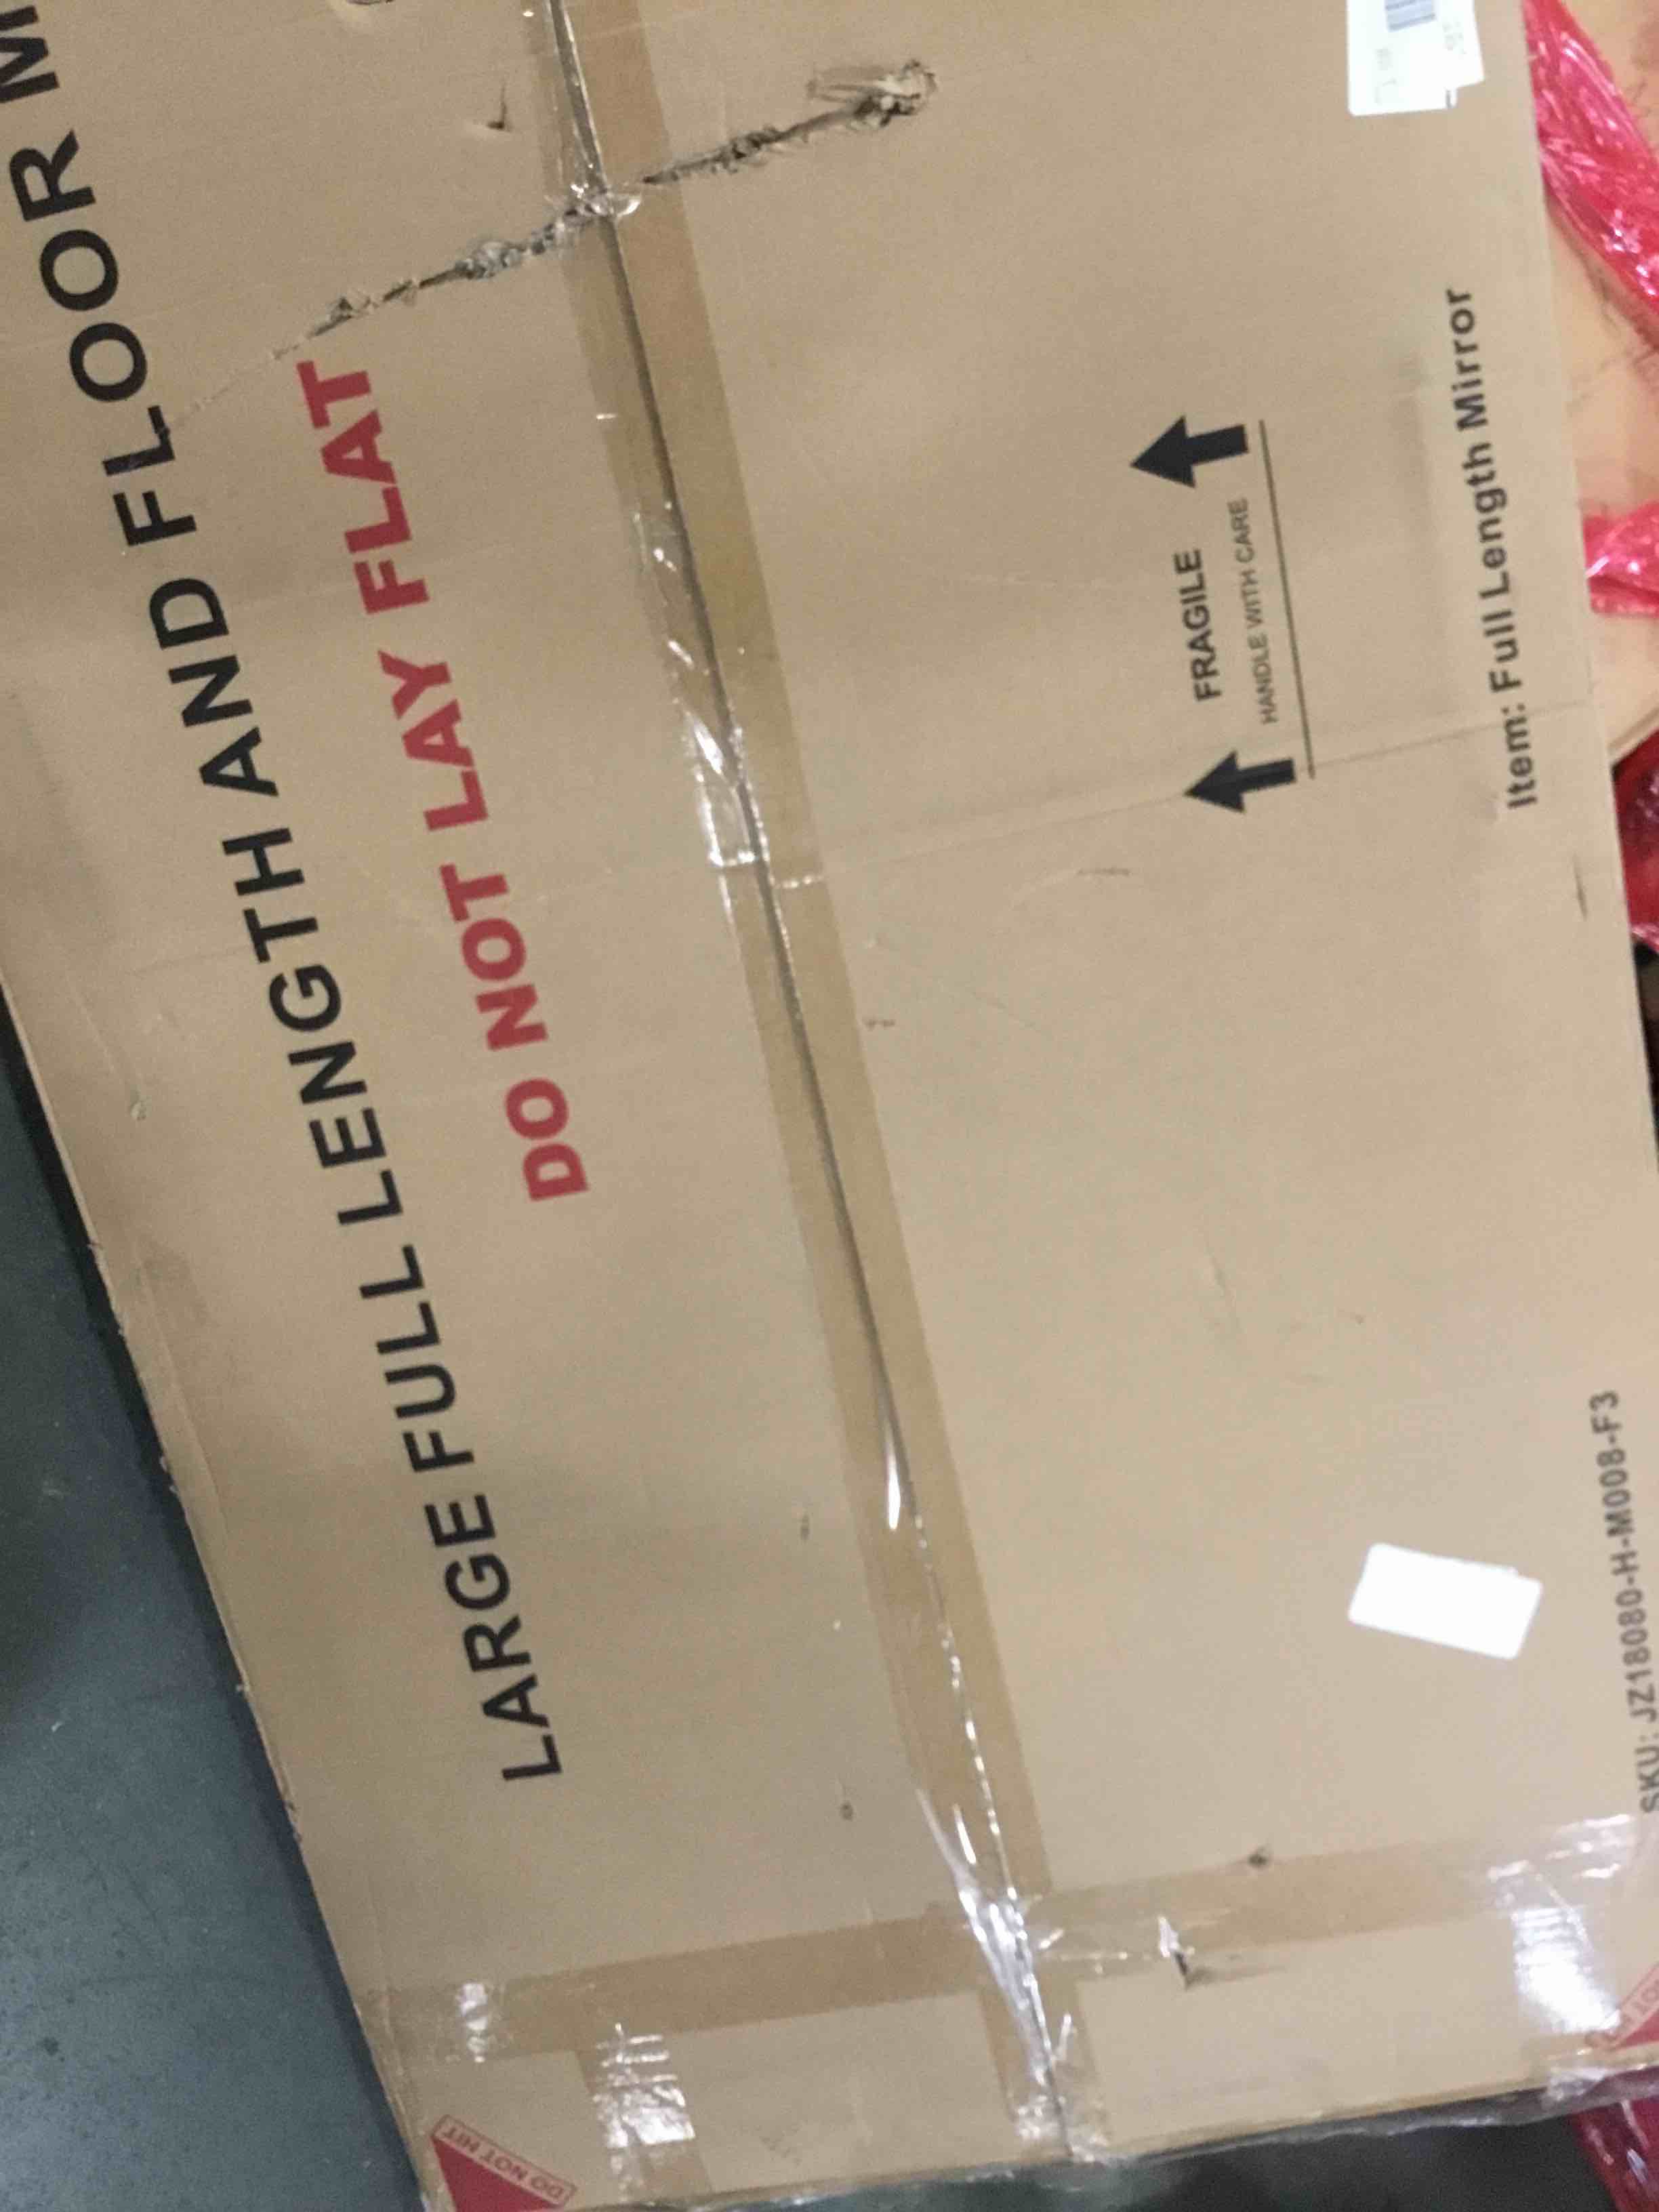 LARGE FULL LENGTH AND FLOOR
DO NOT LAY FLAT
FRAGILE
HANDLE WITH CARE
Item: Full Length Mirror
SKU: JZ18080-H-M008-F3
DO NOT HIT